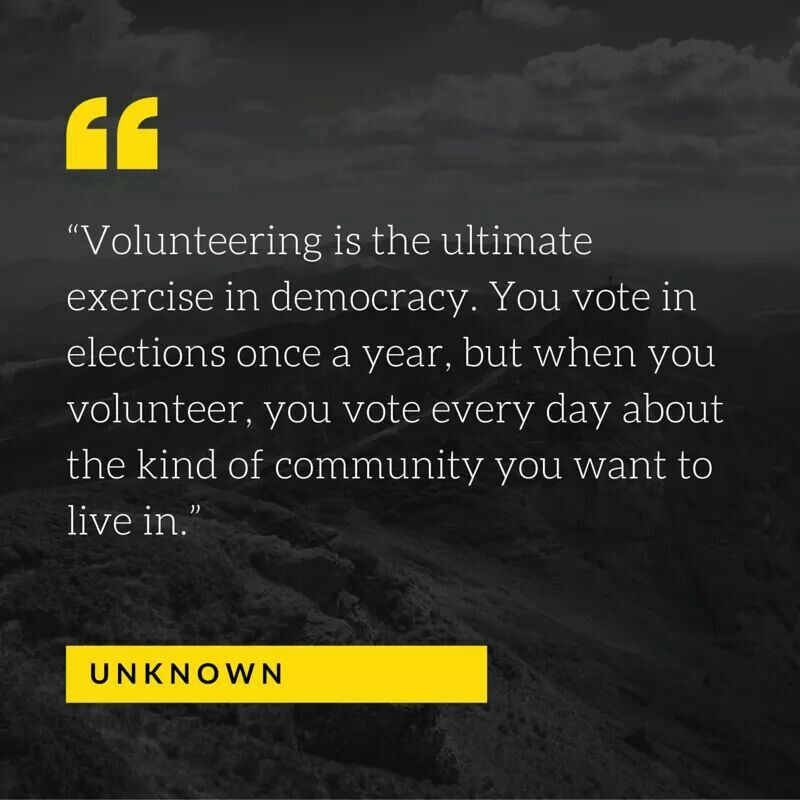 “Volunteering is the ultimate
exercise in democracy. You vote in
elections once a year, but when you
volunteer, you vote every day about
the kind of community you want to
live in.”
UNKNOWN